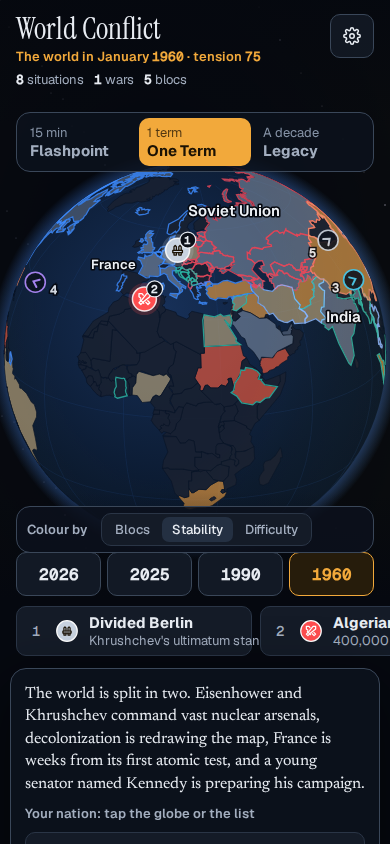 World Conflict
The world in January 1960 · tension 75
8 situations 1 wars 5 blocs
15 min
Flashpoint
1 term
One Term
A decade
Legacy
Soviet Union
1
France
5
2
4
3
India
Colour by Blocs Stability Difficulty
2026 2025 1990 1960
1 Divided Berlin
Khrushchev's ultimatum stan
2 Algerian
400,000
The world is split in two. Eisenhower and
Khrushchev command vast nuclear arsenals,
decolonization is redrawing the map, France is
weeks from its first atomic test, and a young
senator named Kennedy is preparing his campaign.
Your nation: tap the globe or the list